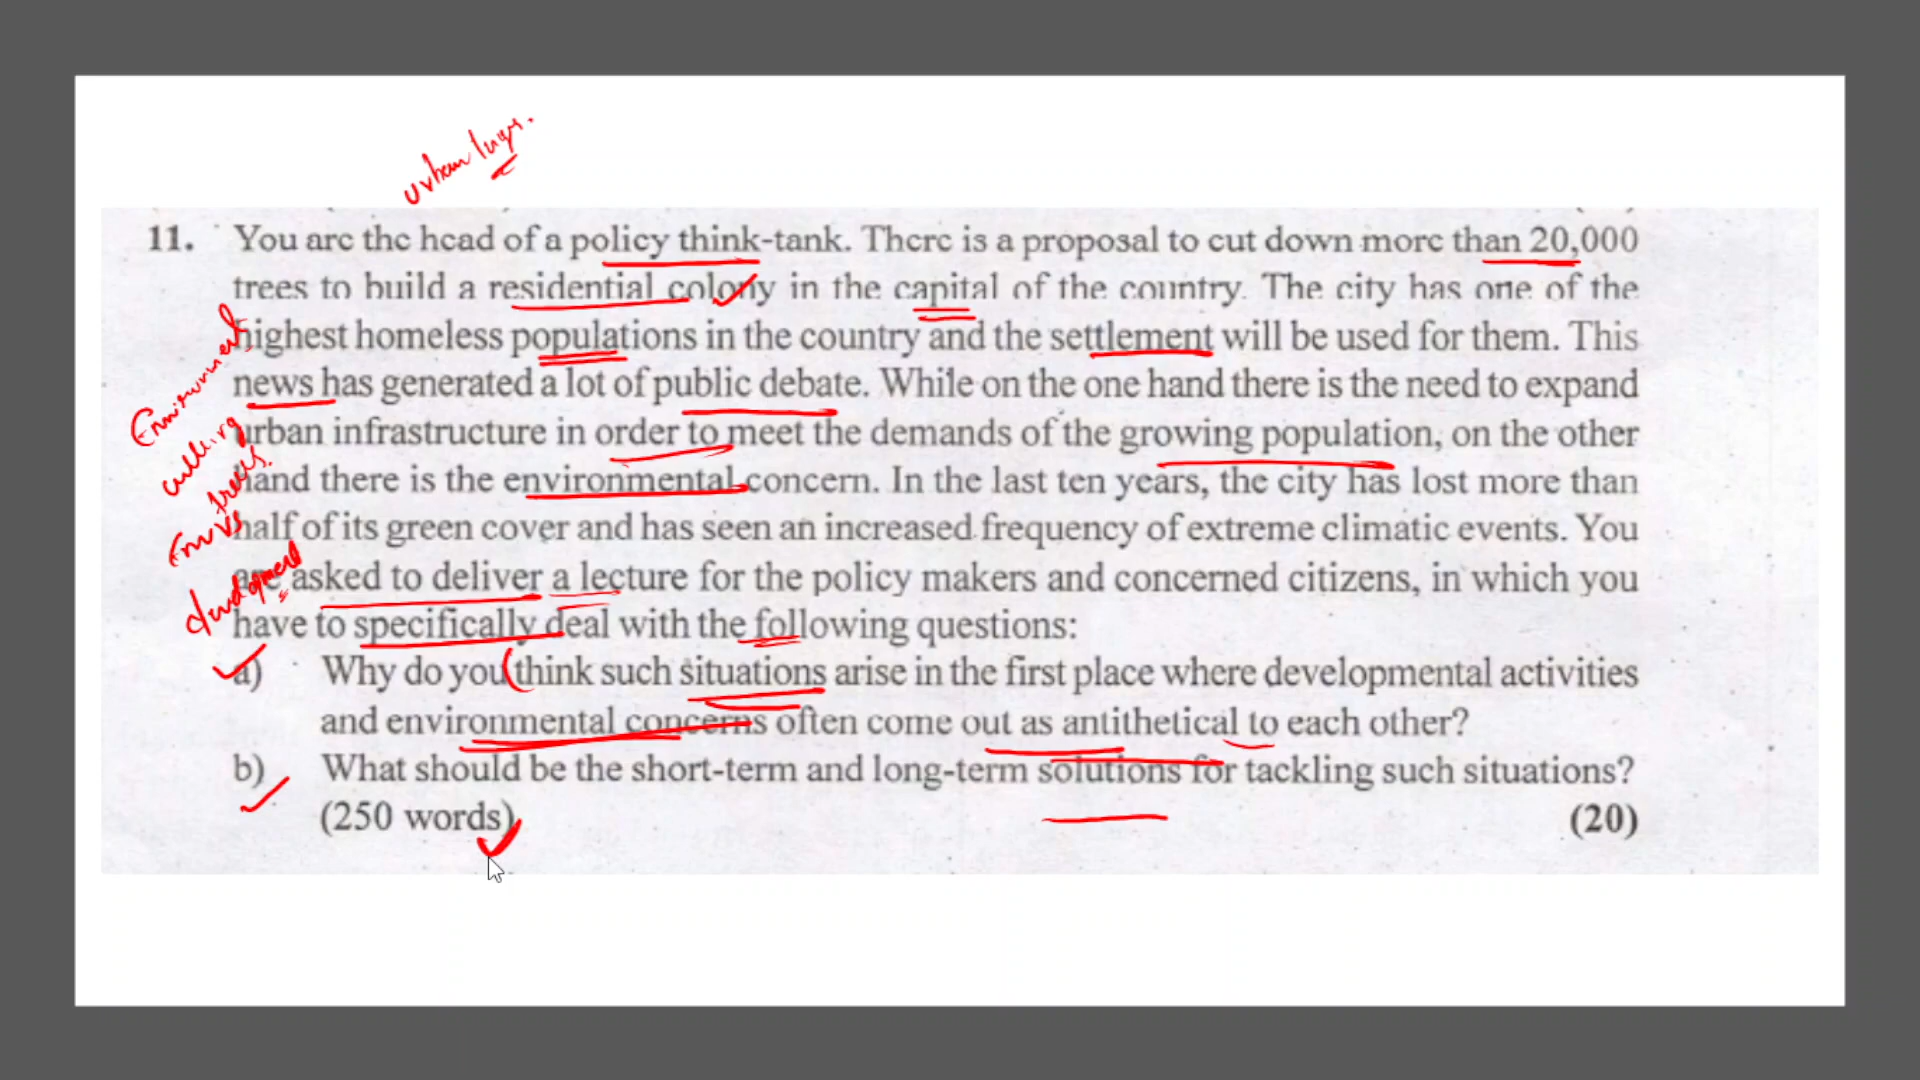 urban
11. You are the head of a policy think-tank. There is a proposal to cut down more than 20,000
trees to build a residential colony in the capital of the country. The city has one of the
highest homeless populations in the country and the settlement will be used for them. This
news has generated a lot of public debate. While on the one hand there is the need to expand
urban infrastructure in order to meet the demands of the growing population, on the other
hand there is the environmental concern. In the last ten years, the city has lost more than
half of its green cover and has seen an increased frequency of extreme climatic events. You
are asked to deliver a lecture for the policy makers and concerned citizens, in which you
have to specifically deal with the following questions:
a) Why do you think such situations arise in the first place where developmental activities
and environmental concerns often come out as antithetical to each other?
b) What should be the short-term and long-term solutions for tackling such situations?
(250 words) (20)
Environment
cutting
trees.
Env vs